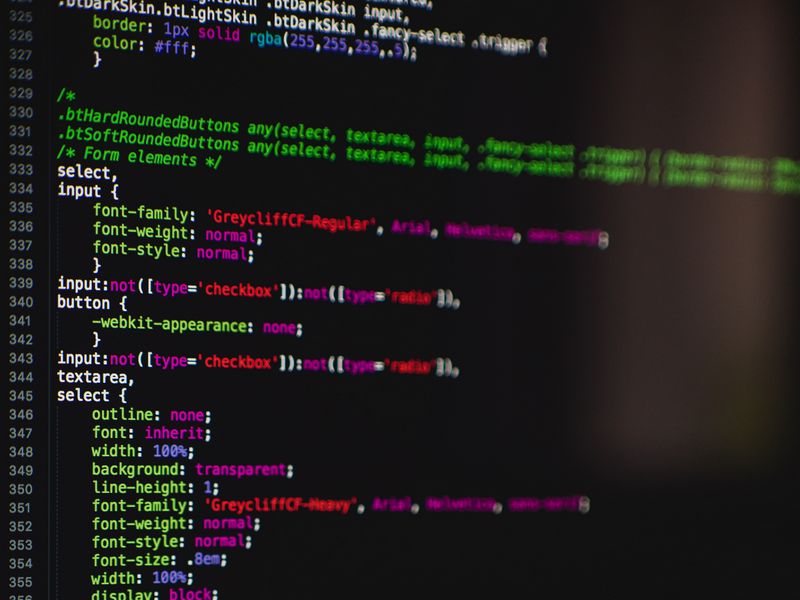 .btDarkSkin.btLightSkin .btDarkSkin input,
.btLightSkin .btDarkSkin .fancy-select .trigger {
325 border: 1px solid rgba(255,255,255,.5);
326 color: #fff;
327 }
328
329 /*
330 .btHardRoundedButtons any(select, textarea, input, .fancy-select .trigger) {
331 .btSoftRoundedButtons any(select, textarea, input, .fancy-select .trigger) {
332 /* Form elements */
333 select,
334 input {
335 font-family: 'GreycliffCF-Regular', Arial, Helvetica, sans-serif;
336 font-weight: normal;
337 font-style: normal;
338 }
339 input:not([type='checkbox']):not([type='radio']),
340 button {
341 -webkit-appearance: none;
342 }
343 input:not([type='checkbox']):not([type='radio']),
344 textarea,
345 select {
346 outline: none;
347 font: inherit;
348 width: 100%;
349 background: transparent;
350 line-height: 1;
351 font-family: 'GreycliffCF-Heavy', Arial, Helvetica, sans-serif;
352 font-weight: normal;
353 font-style: normal;
354 font-size: .8em;
355 width: 100%;
356 display: block;